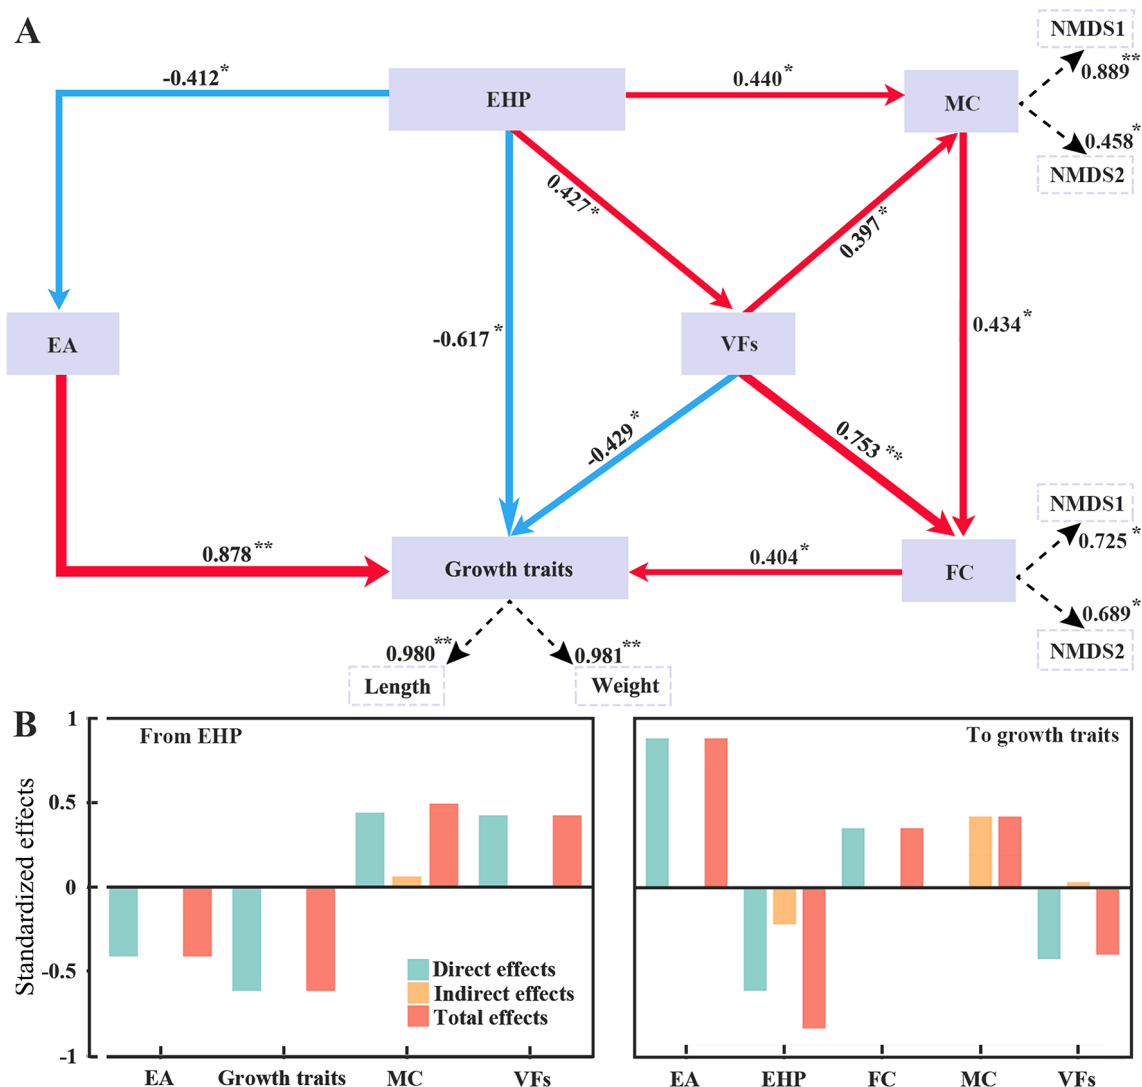 A
NMDS1
-0.412*
0.889**
EHP
0.440*
MC
0.458*
NMDS2
0.427*
0.397*
-0.617*
0.434*
EA
VFs
-0.429*
0.753**
NMDS1
0.725*
0.878**
0.404*
Growth traits
FC
0.689*
NMDS2
0.980**
0.981**
Length
Weight
B
1
From EHP
To growth traits
0.5
0
-0.5
-1
Standardized effects
Direct effects
Indirect effects
Total effects
EA
Growth traits
MC
VFs
EA
EHP
FC
MC
VFs